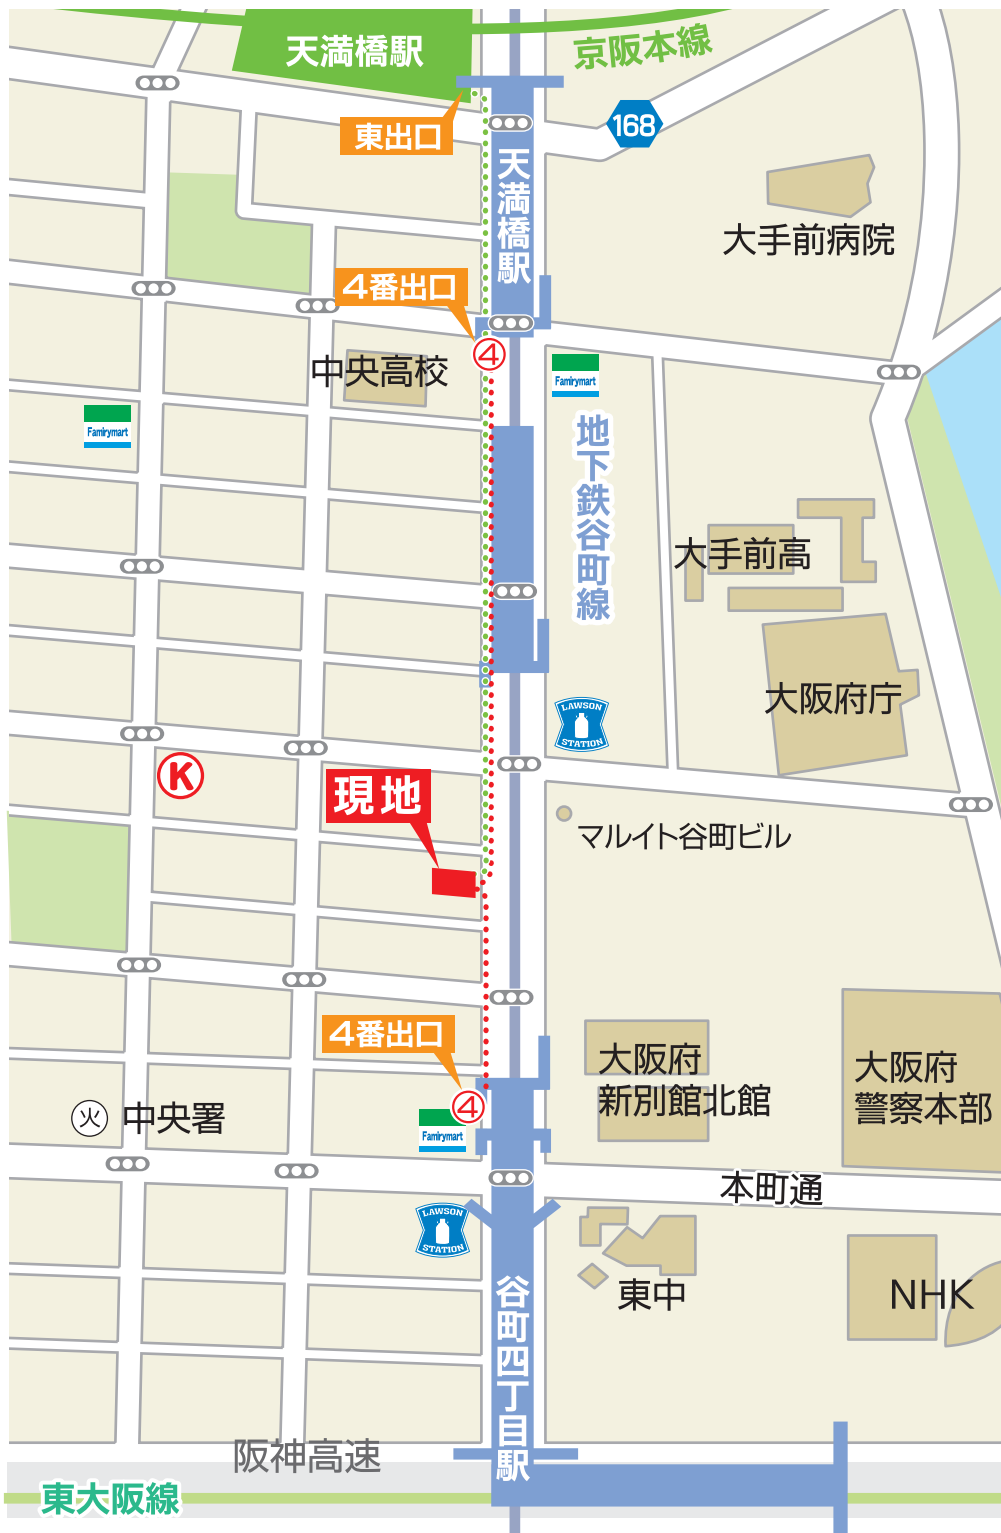 天満橋駅
京阪本線
東出口
168
天満橋駅
大手前病院
4番出口
④
中央高校
Famirymart
Famirymart
地下鉄谷町線
大手前高
大阪府庁
LAWSON
STATION
K
現地
マルイト谷町ビル
4番出口
④
大阪府
新別館北館
大阪府
警察本部
火
中央署
Famirymart
本町通
LAWSON
STATION
東中
NHK
谷町四丁目駅
阪神高速
東大阪線